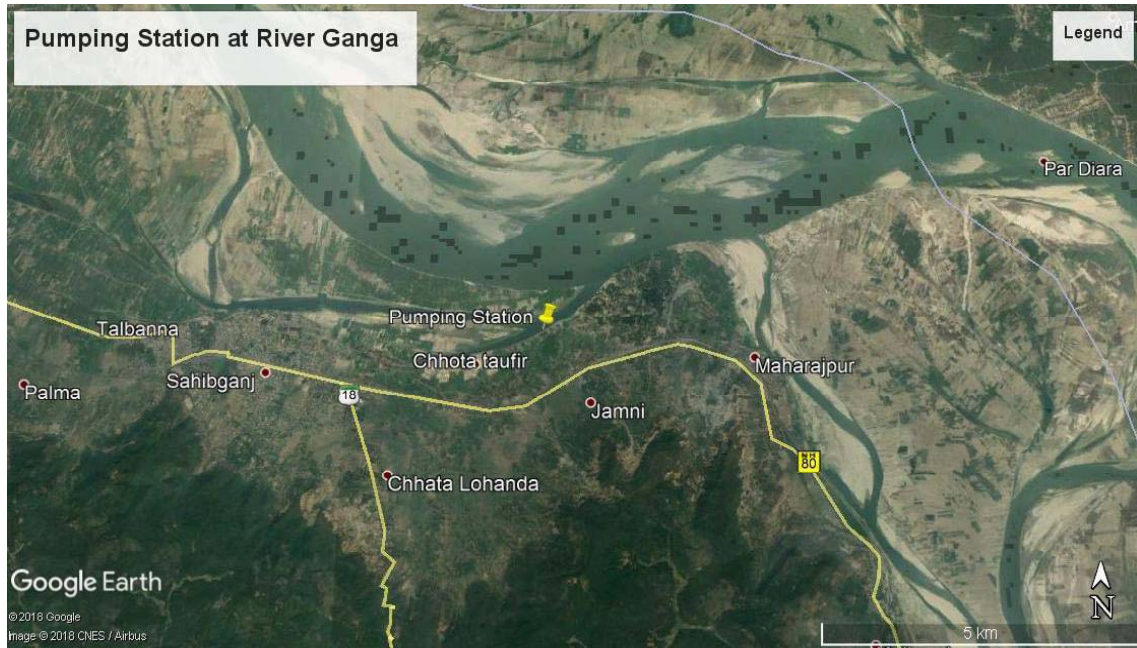 Pumping Station at River Ganga
Legend
Par Diara
Pumping Station
Talbanna
Chhota taufir
Maharajpur
Sahibganj
Palma
18
Jamni
80
Chhata Lohanda
Google Earth
N
© 2018 Google
Image © 2018 CNES / Airbus
5 km